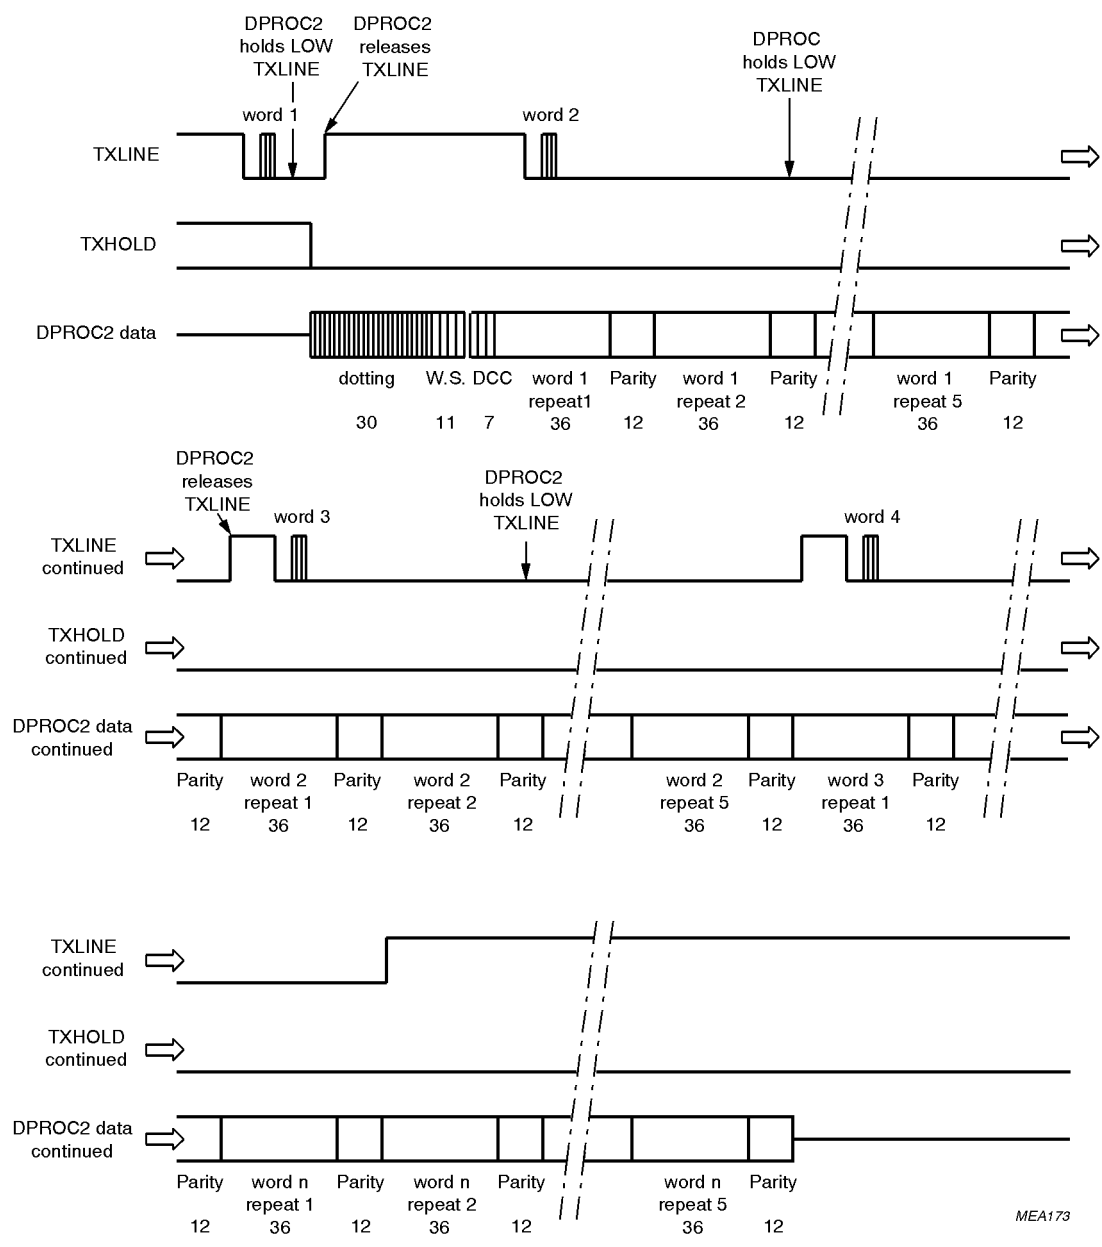 DPROC2
holds LOW
TXLINE
DPROC2
releases
TXLINE
DPROC
holds LOW
TXLINE
word 1
word 2
TXLINE
TXHOLD
DPROC2 data
dotting W.S. DCC word 1 Parity word 1 Parity word 1 Parity
repeat1 repeat 2 repeat 5
30 11 7 36 12 36 12 36 12
DPROC2
releases
TXLINE
DPROC2
holds LOW
TXLINE
word 3
word 4
TXLINE
continued
TXHOLD
continued
DPROC2 data
continued
Parity word 2 Parity word 2 Parity word 2 Parity word 3 Parity
repeat 1 repeat 2 repeat 5 repeat 1
12 36 12 36 12 36 12 36 12
TXLINE
continued
TXHOLD
continued
DPROC2 data
continued
Parity word n Parity word n Parity word n Parity
repeat 1 repeat 2 repeat 5
12 36 12 36 12 36 12
MEA173